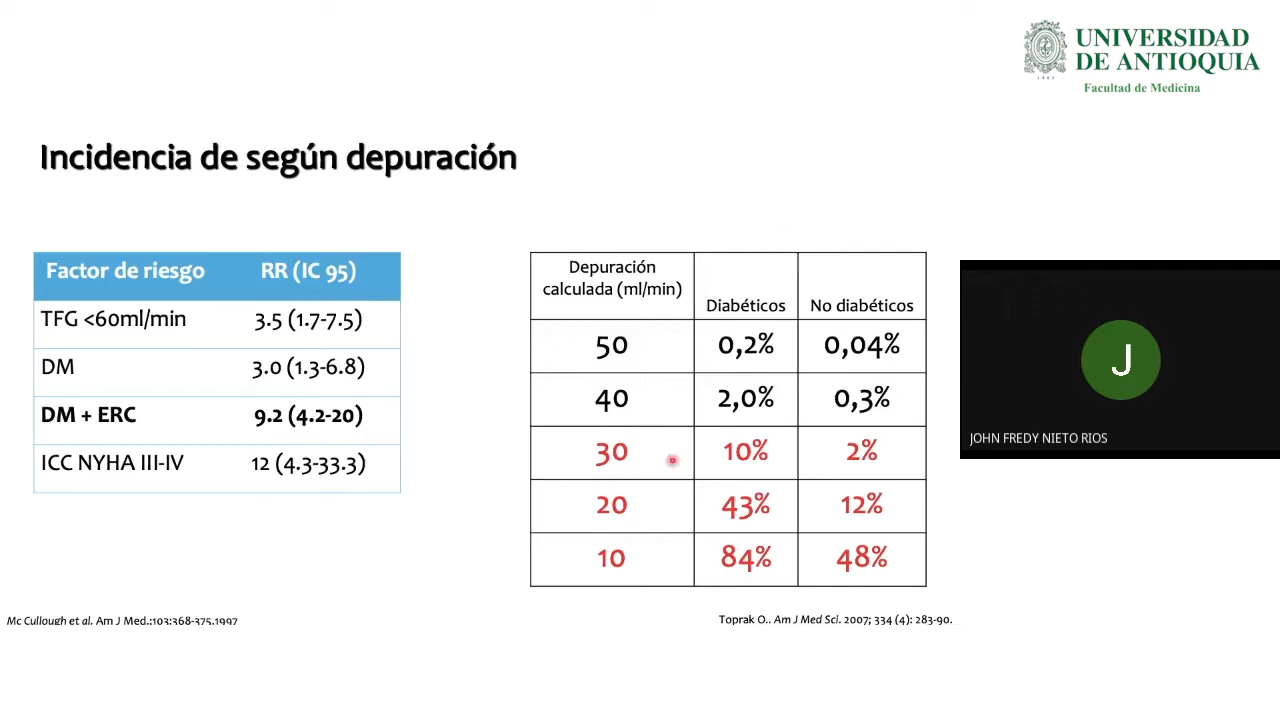 UNIVERSIDAD
DE ANTIOQUIA
Facultad de Medicina
Incidencia de según depuración
Factor de riesgo RR (IC 95)
TFG <60ml/min 3.5 (1.7-7.5)
DM 3.0 (1.3-6.8)
DM + ERC 9.2 (4.2-20)
ICC NYHA III-IV 12 (4.3-33.3)
Depuración
calculada (ml/min) Diabéticos No diabéticos
50 0,2% 0,04%
40 2,0% 0,3%
30 10% 2%
20 43% 12%
10 84% 48%
J
JOHN FREDY NIETO RIOS
Mc Cullough et al. Am J Med.:103:368-375.1997
Toprak O.. Am J Med Sci. 2007; 334 (4): 283-90.